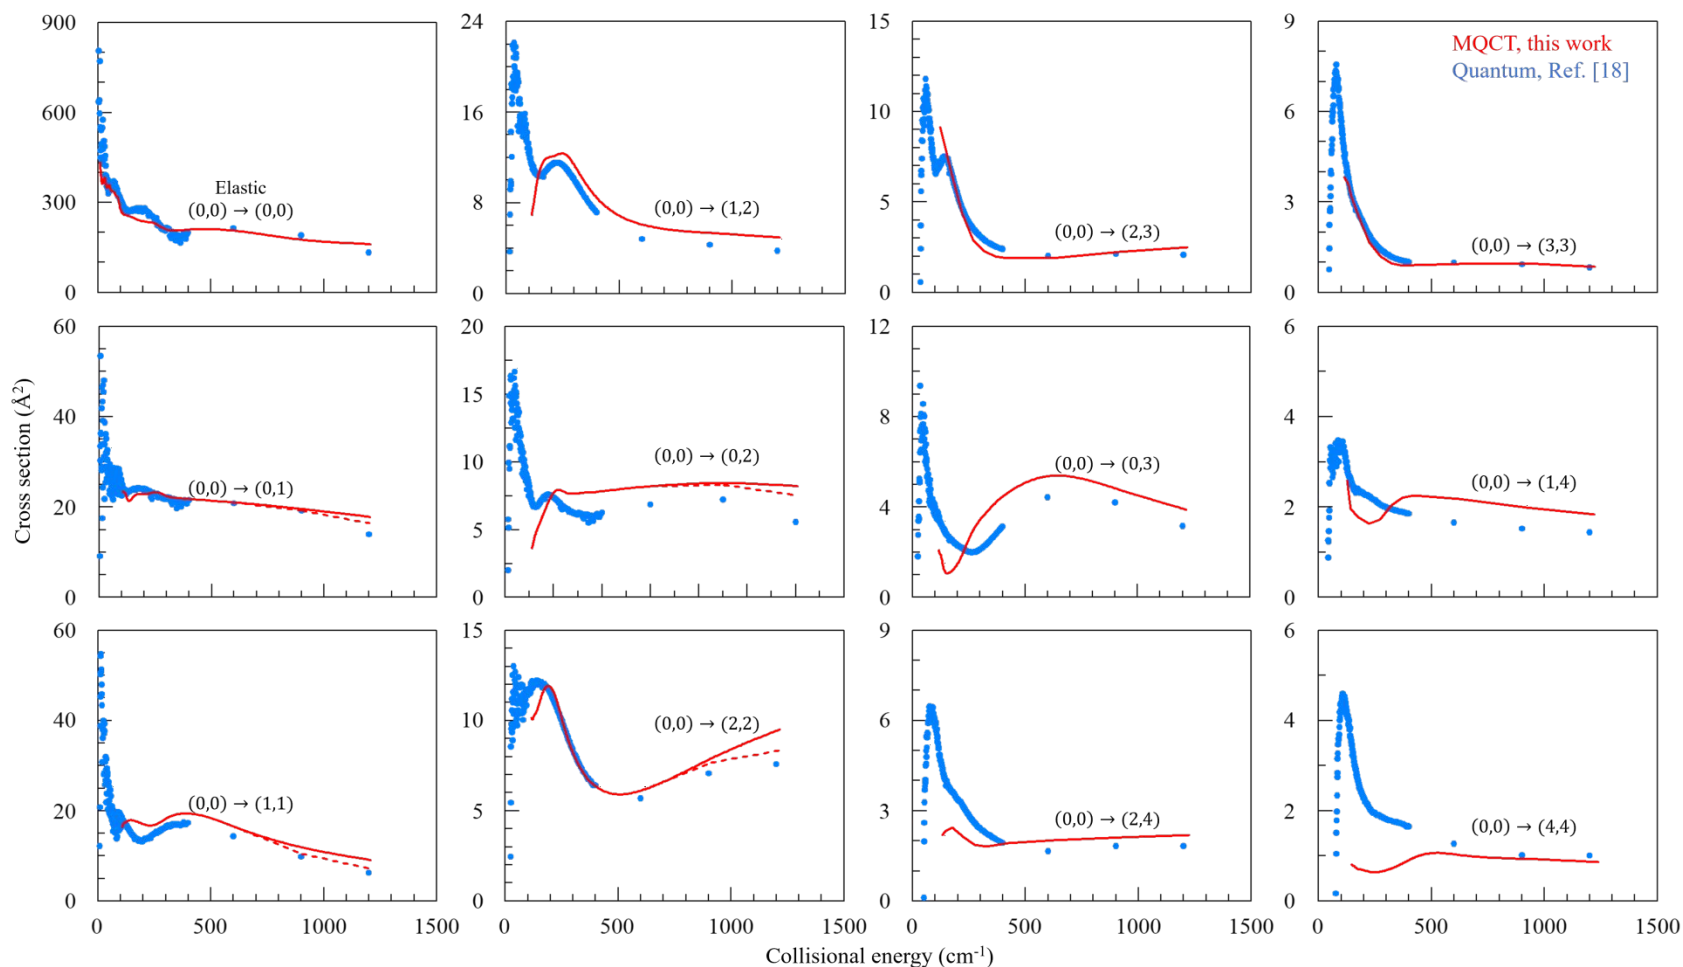 900
600
300
0
Elastic
(0,0) → (0,0)
24
16
8
0
(0,0) → (1,2)
15
10
5
0
(0,0) → (2,3)
9
6
3
0
MQCT, this work
Quantum, Ref. [18]
(0,0) → (3,3)
Cross section (Å²)
60
40
20
0
(0,0) → (0,1)
20
15
10
5
0
(0,0) → (0,2)
12
8
4
0
(0,0) → (0,3)
6
4
2
0
(0,0) → (1,4)
60
40
20
0
(0,0) → (1,1)
0 500 1000 1500
15
10
5
0
(0,0) → (2,2)
0 500 1000 1500
9
6
3
0
(0,0) → (2,4)
0 500 1000 1500
6
4
2
0
(0,0) → (4,4)
0 500 1000 1500
Collisional energy (cm⁻¹)